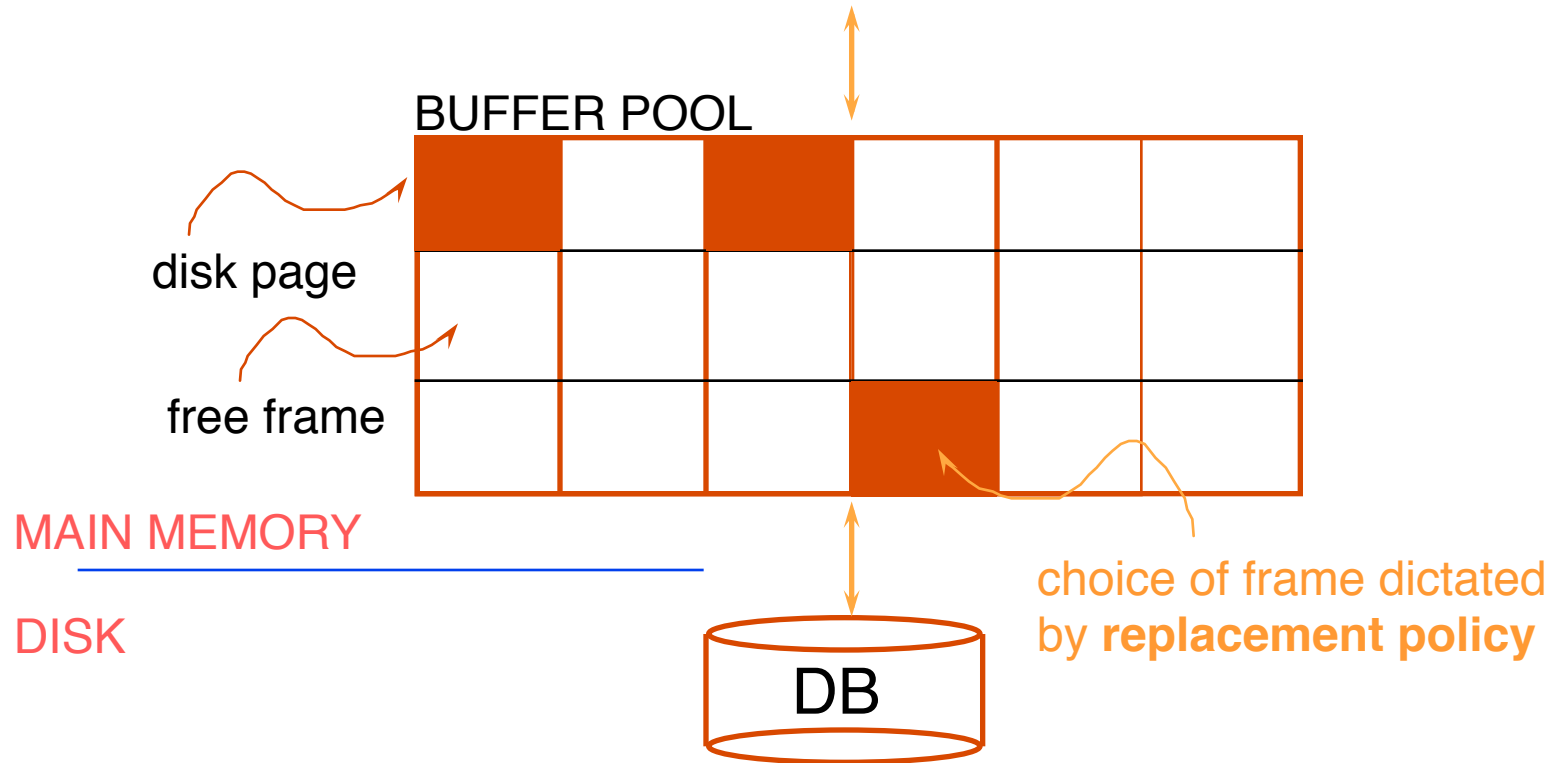 BUFFER POOL
disk page
free frame
MAIN MEMORY
choice of frame dictated
by replacement policy
DISK
DB